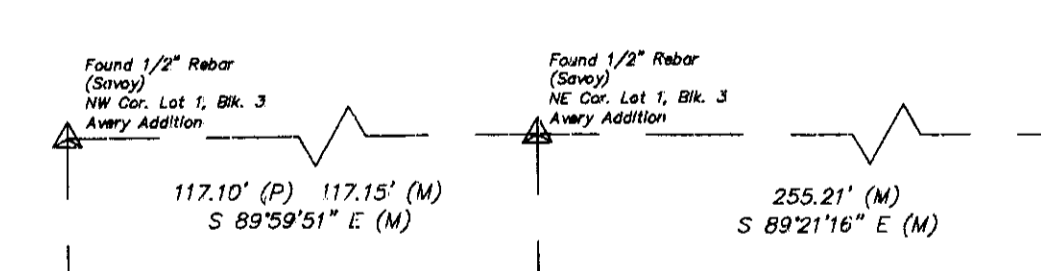 Found 1/2" Rebar
(Savoy)
NW Cor. Lot 1, Blk. 3
Avery Addition
Found 1/2" Rebar
(Savoy)
NE Cor. Lot 1, Blk. 3
Avery Addition
117.10' (P) 117.15' (M)
S 89°59'51" E (M)
255.21' (M)
S 89°21'16" E (M)